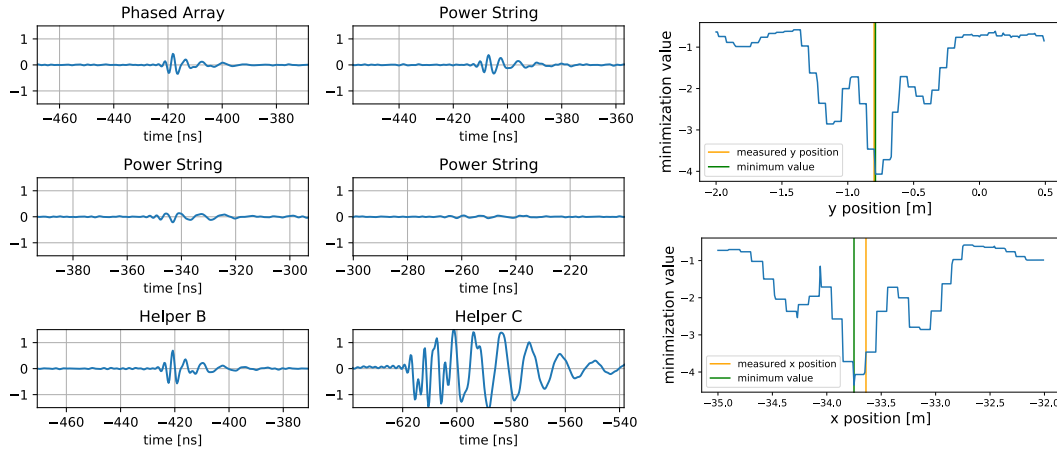 Phased Array
1
0
−1
−460 −440 −420 −400 −380
time [ns]
Power String
1
0
−1
−440 −420 −400 −380 −360
time [ns]
Power String
1
0
−1
−380 −360 −340 −320 −300
time [ns]
Power String
1
0
−1
−300 −280 −260 −240 −220
time [ns]
Helper B
1
0
−1
−460 −440 −420 −400 −380
time [ns]
Helper C
1
0
−1
−620 −600 −580 −560 −540
time [ns]
minimization value
−1
−2
−3
−4
measured y position
minimum value
−2.0 −1.5 −1.0 −0.5 0.0 0.5
y position [m]
minimization value
−1
−2
−3
−4
measured x position
minimum value
−35.0 −34.5 −34.0 −33.5 −33.0 −32.5 −32.0
x position [m]